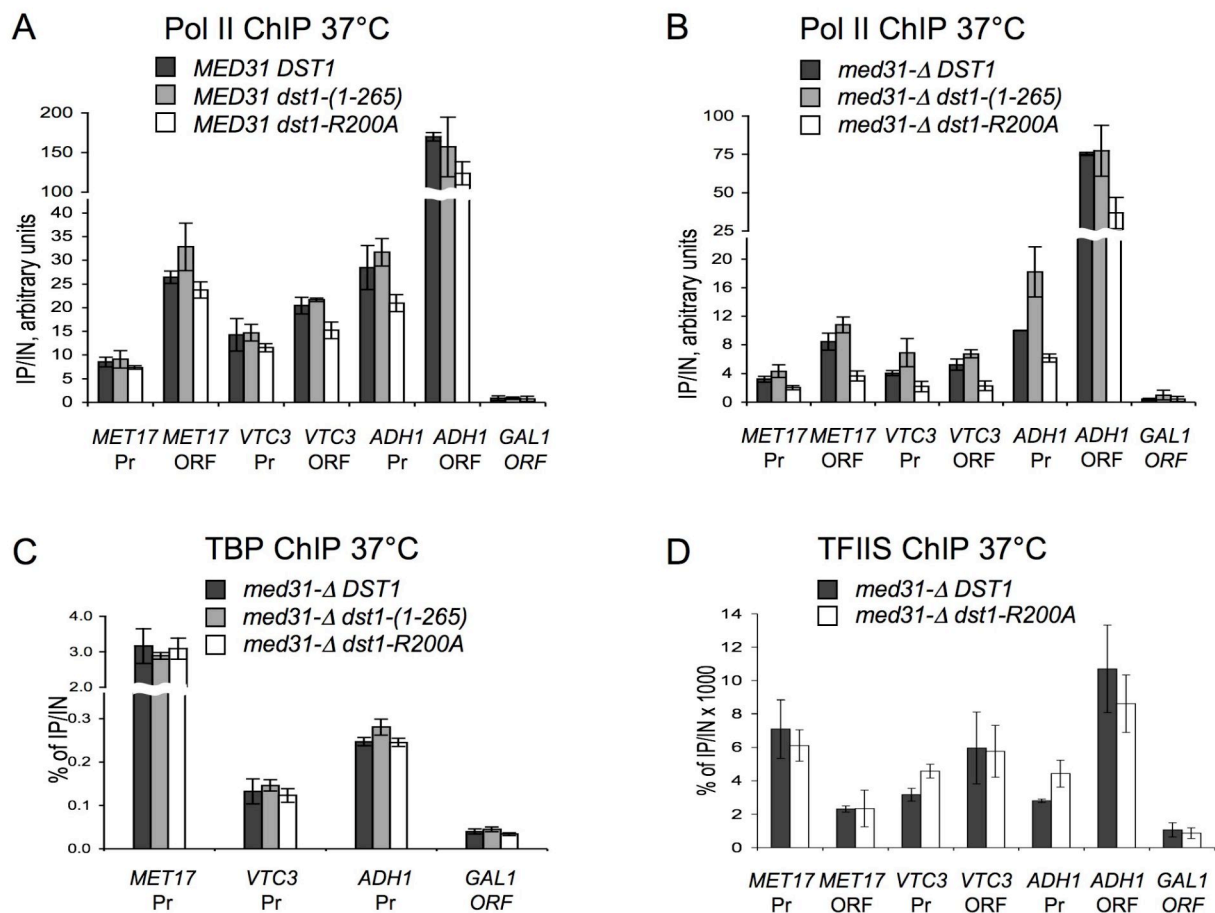 A
Pol II ChIP 37°C
MED31 DST1
MED31 dst1-(1-265)
MED31 dst1-R200A
IP/IN, arbitrary units
200
150
100
40
35
30
25
20
15
10
5
0
MET17 MET17 VTC3 VTC3 ADH1 ADH1 GAL1
Pr ORF Pr ORF Pr ORF ORF
B
Pol II ChIP 37°C
med31-Δ DST1
med31-Δ dst1-(1-265)
med31-Δ dst1-R200A
IP/IN, arbitrary units
100
75
50
25
20
16
12
8
4
0
MET17 MET17 VTC3 VTC3 ADH1 ADH1 GAL1
Pr ORF Pr ORF Pr ORF ORF
C
TBP ChIP 37°C
med31-Δ DST1
med31-Δ dst1-(1-265)
med31-Δ dst1-R200A
% of IP/IN
4.0
3.0
2.0
0.3
0.2
0.1
0.0
MET17 VTC3 ADH1 GAL1
Pr Pr Pr ORF
D
TFIIS ChIP 37°C
med31-Δ DST1
med31-Δ dst1-R200A
% of IP/IN x 1000
14
12
10
8
6
4
2
0
MET17 MET17 VTC3 VTC3 ADH1 ADH1 GAL1
Pr ORF Pr ORF Pr ORF ORF